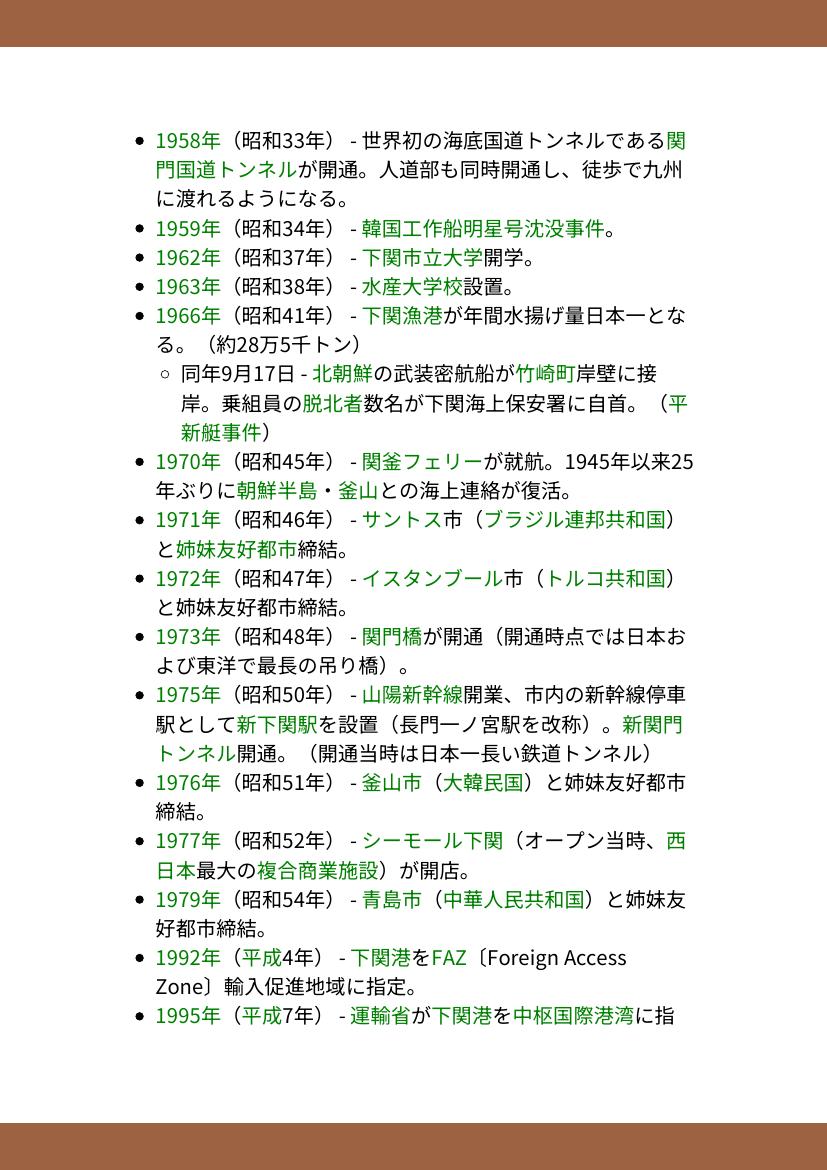 • 1958年（昭和33年） - 世界初の海底国道トンネルである関
門国道トンネルが開通。人道部も同時開通し、徒歩で九州
に渡れるようになる。
• 1959年（昭和34年） - 韓国工作船明星号沈没事件。
• 1962年（昭和37年） - 下関市立大学開学。
• 1963年（昭和38年） - 水産大学校設置。
• 1966年（昭和41年） - 下関漁港が年間水揚げ量日本一とな
る。（約28万5千トン）
◦ 同年9月17日 - 北朝鮮の武装密航船が竹崎町岸壁に接
岸。乗組員の脱北者数名が下関海上保安署に自首。（平
新艇事件）
• 1970年（昭和45年） - 関釜フェリーが就航。1945年以来25
年ぶりに朝鮮半島・釜山との海上連絡が復活。
• 1971年（昭和46年） - サントス市（ブラジル連邦共和国）
と姉妹友好都市締結。
• 1972年（昭和47年） - イスタンブール市（トルコ共和国）
と姉妹友好都市締結。
• 1973年（昭和48年） - 関門橋が開通（開通時点では日本お
よび東洋で最長の吊り橋）。
• 1975年（昭和50年） - 山陽新幹線開業、市内の新幹線停車
駅として新下関駅を設置（長門一ノ宮駅を改称）。新関門
トンネル開通。（開通当時は日本一長い鉄道トンネル）
• 1976年（昭和51年） - 釜山市（大韓民国）と姉妹友好都市
締結。
• 1977年（昭和52年） - シーモール下関（オープン当時、西
日本最大の複合商業施設）が開店。
• 1979年（昭和54年） - 青島市（中華人民共和国）と姉妹友
好都市締結。
• 1992年（平成4年） - 下関港をFAZ〔Foreign Access
Zone〕輸入促進地域に指定。
• 1995年（平成7年） - 運輸省が下関港を中枢国際港湾に指